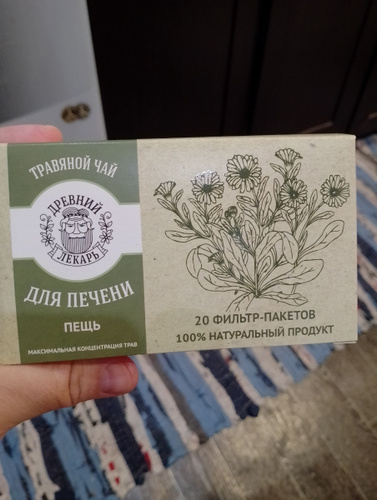 ТРАВЯНОЙ ЧАЙ
ДРЕВНИЙ
ЛЕКАРЬ
ДЛЯ ПЕЧЕНИ
ПЕЩЬ
МАКСИМАЛЬНАЯ КОНЦЕНТРАЦИЯ ТРАВ
20 ФИЛЬТР-ПАКЕТОВ
100% НАТУРАЛЬНЫЙ ПРОДУКТ